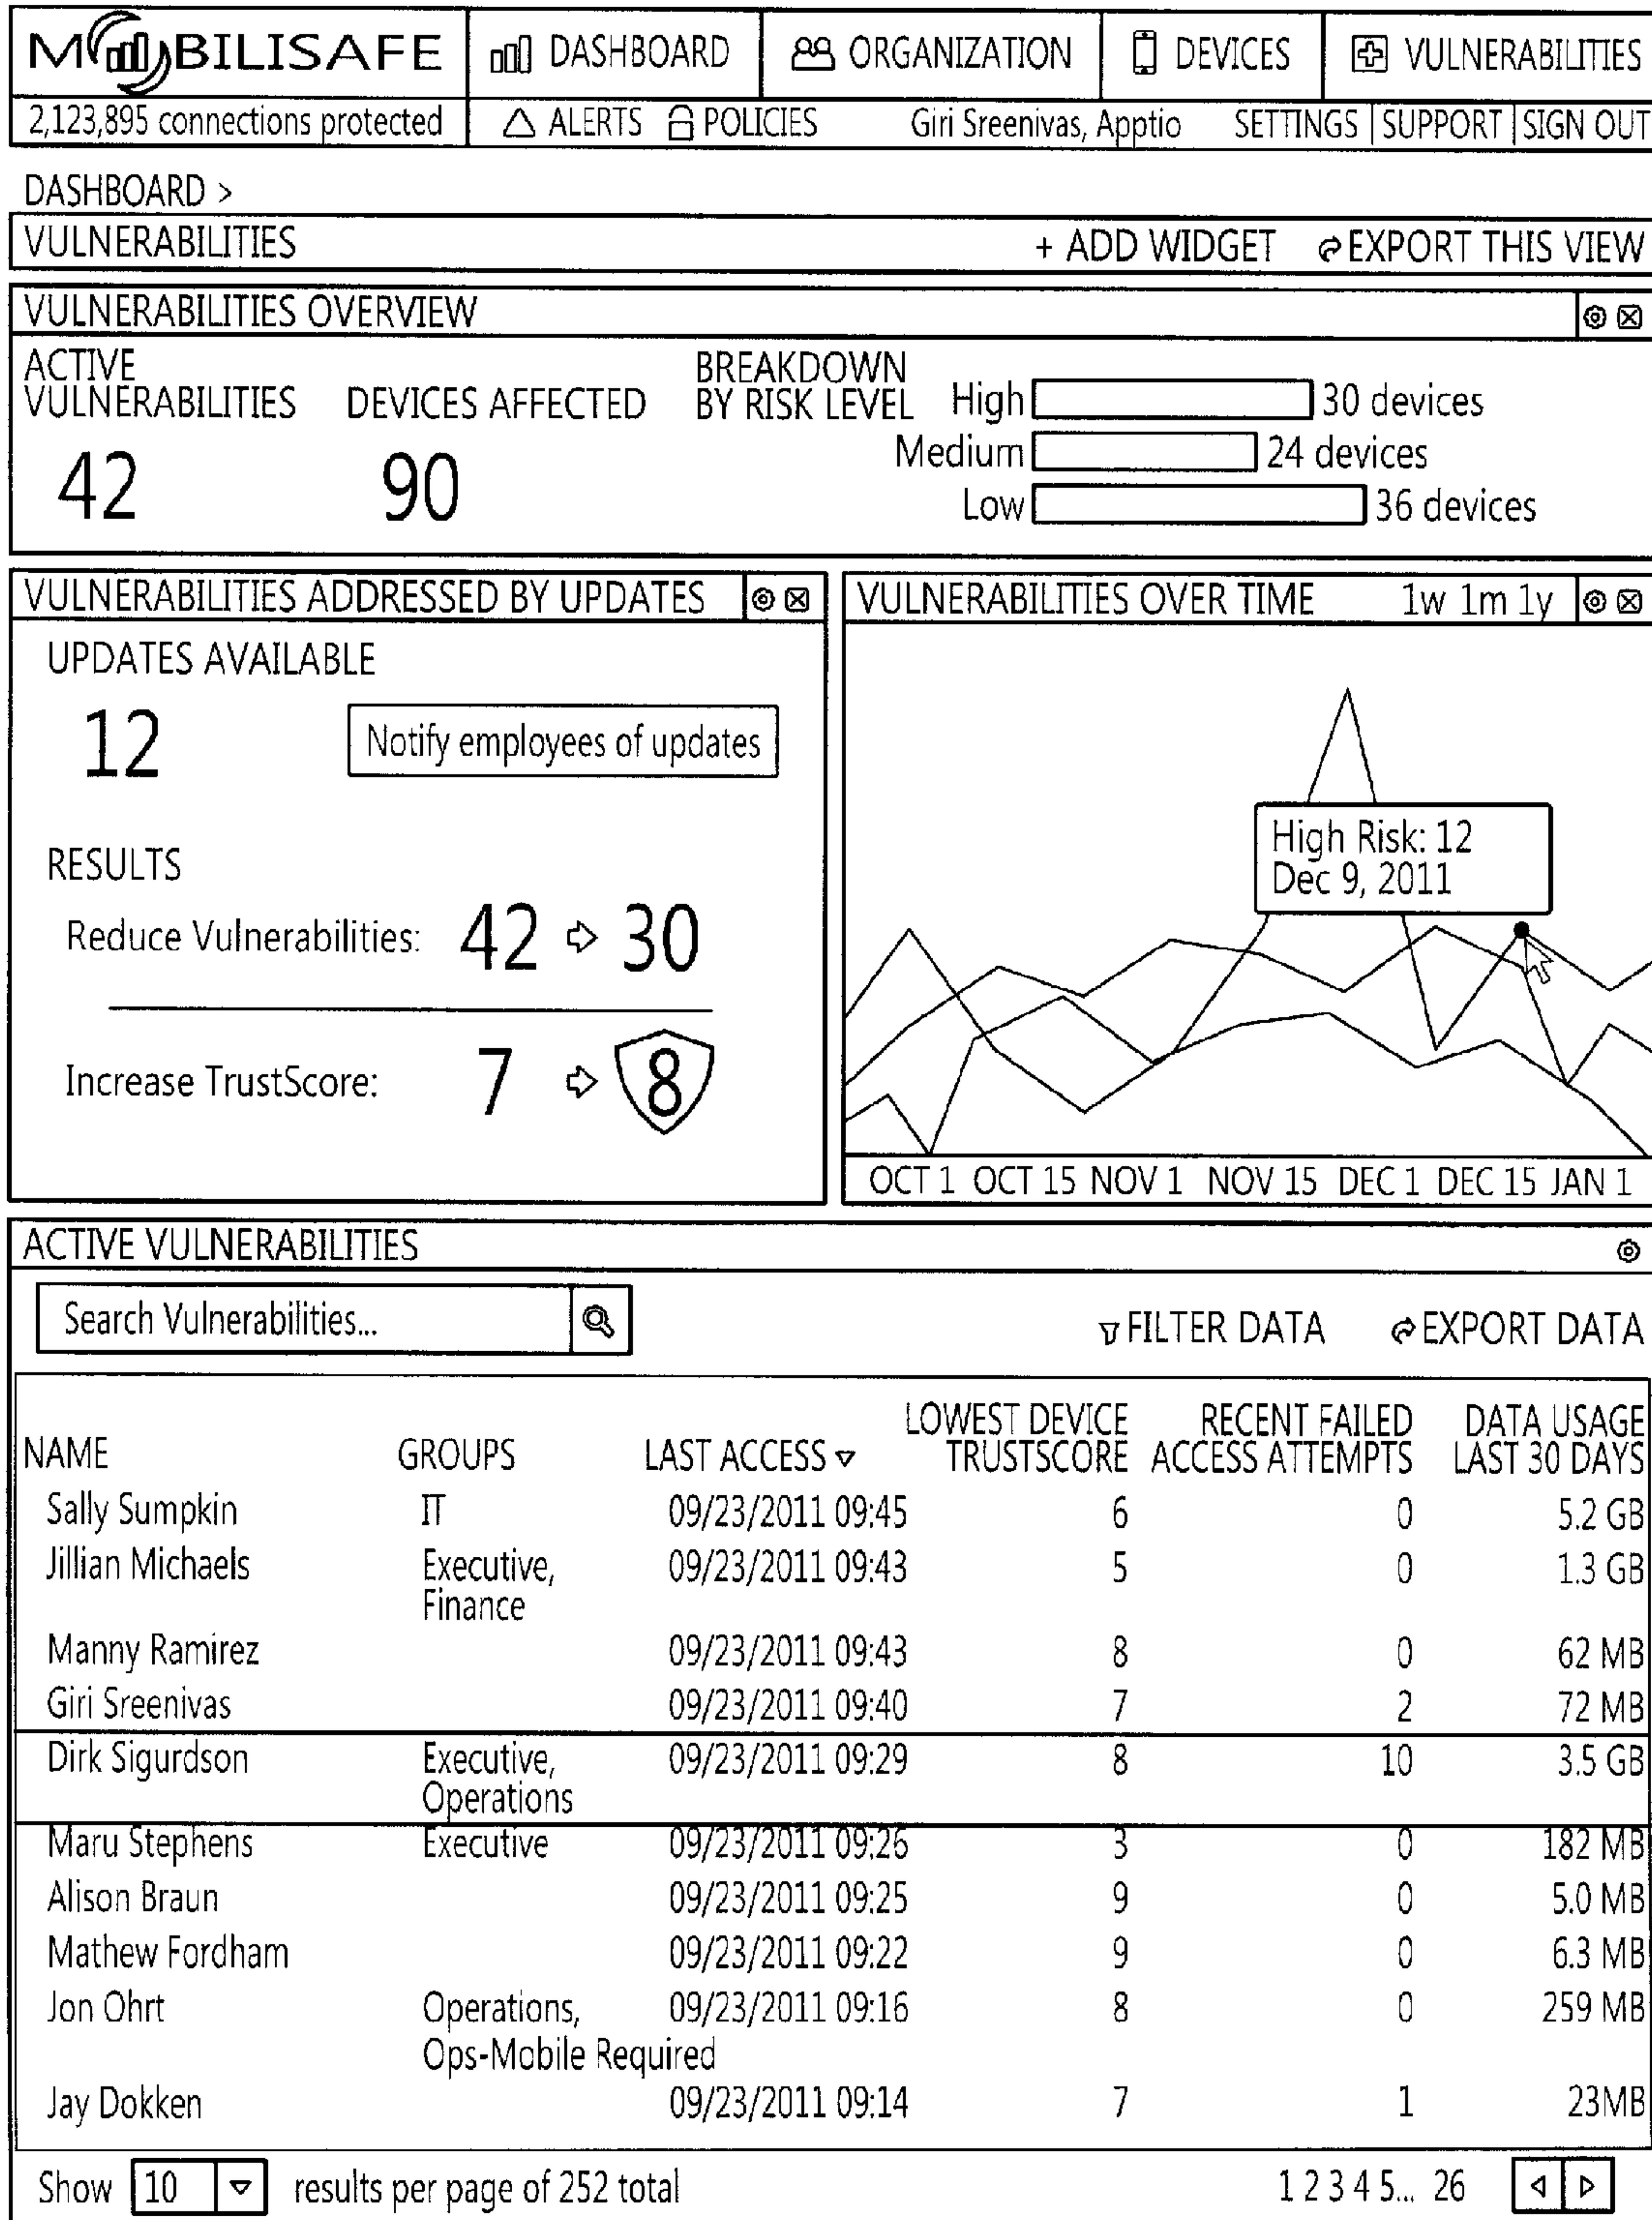 MOBILISAFE
DASHBOARD
ORGANIZATION
DEVICES
VULNERABILITIES
2,123,895 connections protected
ALERTS
POLICIES
Giri Sreenivas, Apptio
SETTINGS
SUPPORT
SIGN OUT
DASHBOARD >
VULNERABILITIES
+ ADD WIDGET
EXPORT THIS VIEW
VULNERABILITIES OVERVIEW
ACTIVE
VULNERABILITIES
42
DEVICES AFFECTED
90
BREAKDOWN
BY RISK LEVEL
High 30 devices
Medium 24 devices
Low 36 devices
VULNERABILITIES ADDRESSED BY UPDATES
UPDATES AVAILABLE
12
Notify employees of updates
RESULTS
Reduce Vulnerabilities: 42 30
Increase TrustScore: 7 8
VULNERABILITIES OVER TIME 1w 1m 1y
High Risk: 12
Dec 9, 2011
OCT 1 OCT 15 NOV 1 NOV 15 DEC 1 DEC 15 JAN 1
ACTIVE VULNERABILITIES
Search Vulnerabilities...
FILTER DATA
EXPORT DATA
NAME
GROUPS
LAST ACCESS
LOWEST DEVICE
TRUSTSCORE
RECENT FAILED
ACCESS ATTEMPTS
DATA USAGE
LAST 30 DAYS
Sally Sumpkin IT 09/23/2011 09:45 6 0 5.2 GB
Jillian Michaels Executive, 09/23/2011 09:43 5 0 1.3 GB
Finance
Manny Ramirez 09/23/2011 09:43 8 0 62 MB
Giri Sreenivas 09/23/2011 09:40 7 2 72 MB
Dirk Sigurdson Executive, 09/23/2011 09:29 8 10 3.5 GB
Operations
Maru Stephens Executive 09/23/2011 09:26 3 0 182 MB
Alison Braun 09/23/2011 09:25 9 0 5.0 MB
Mathew Fordham 09/23/2011 09:22 9 0 6.3 MB
Jon Ohrt Operations, 09/23/2011 09:16 8 0 259 MB
Ops-Mobile Required
Jay Dokken 09/23/2011 09:14 7 1 23MB
Show 10 results per page of 252 total
1 2 3 4 5... 26